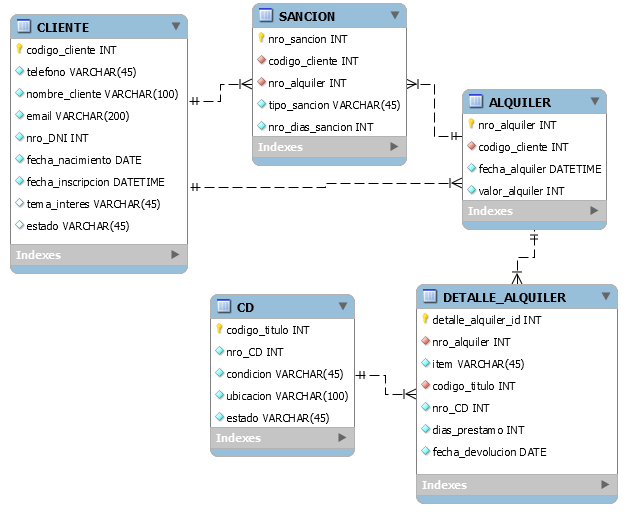 CLIENTE
codigo_cliente INT
telefono VARCHAR(45)
nombre_cliente VARCHAR(100)
email VARCHAR(200)
nro_DNI INT
fecha_nacimiento DATE
fecha_inscripcion DATETIME
tema_interes VARCHAR(45)
estado VARCHAR(45)
Indexes
SANCION
nro_sancion INT
codigo_cliente INT
nro_alquiler INT
tipo_sancion VARCHAR(45)
nro_dias_sancion INT
Indexes
ALQUILER
nro_alquiler INT
codigo_cliente INT
fecha_alquiler DATETIME
valor_alquiler INT
Indexes
CD
codigo_titulo INT
nro_CD INT
condicion VARCHAR(45)
ubicacion VARCHAR(100)
estado VARCHAR(45)
Indexes
DETALLE_ALQUILER
detalle_alquiler_id INT
nro_alquiler INT
item VARCHAR(45)
codigo_titulo INT
nro_CD INT
dias_prestamo INT
fecha_devolucion DATE
Indexes